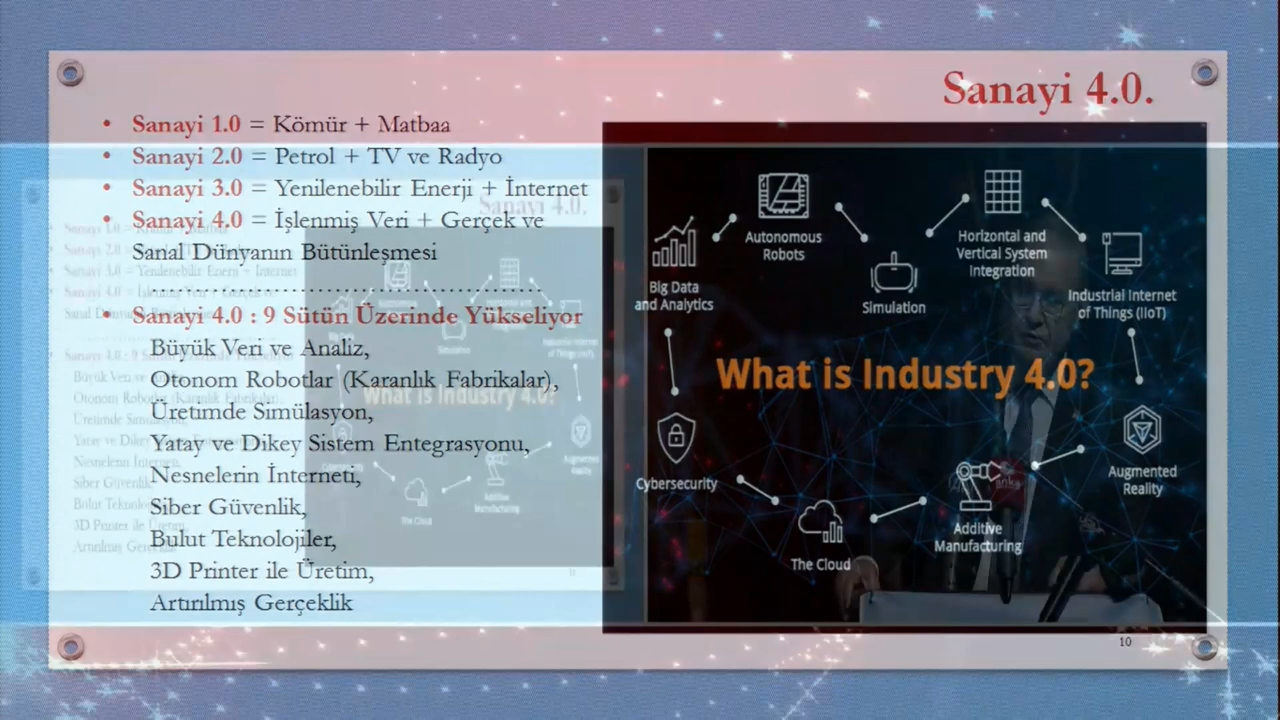 Sanayi 4.0.
• Sanayi 1.0 = Kömür + Matbaa
• Sanayi 2.0 = Petrol + TV ve Radyo
• Sanayi 3.0 = Yenilenebilir Enerji + İnternet
• Sanayi 4.0 = İşlenmiş Veri + Gerçek ve
Sanal Dünyanın Bütünleşmesi
• Sanayi 4.0 : 9 Sütün Üzerinde Yükseliyor
Büyük Veri ve Analiz,
Otonom Robotlar (Karanlık Fabrikalar),
Üretimde Simülasyon,
Yatay ve Dikey Sistem Entegrasyonu,
Nesnelerin İnterneti,
Siber Güvenlik,
Bulut Teknolojiler,
3D Printer ile Üretim,
Artırılmış Gerçeklik
Autonomous
Robots
Horizontal and
Vertical System
Integration
Big Data
and Analytics
Simulation
Industrial Internet
of Things (IIoT)
What is Industry 4.0?
Cybersecurity
Augmented
Reality
Additive
Manufacturing
The Cloud
10